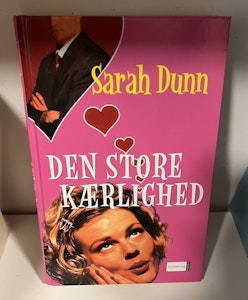 Sarah Dunn
DEN STORE
KÆRLIGHED